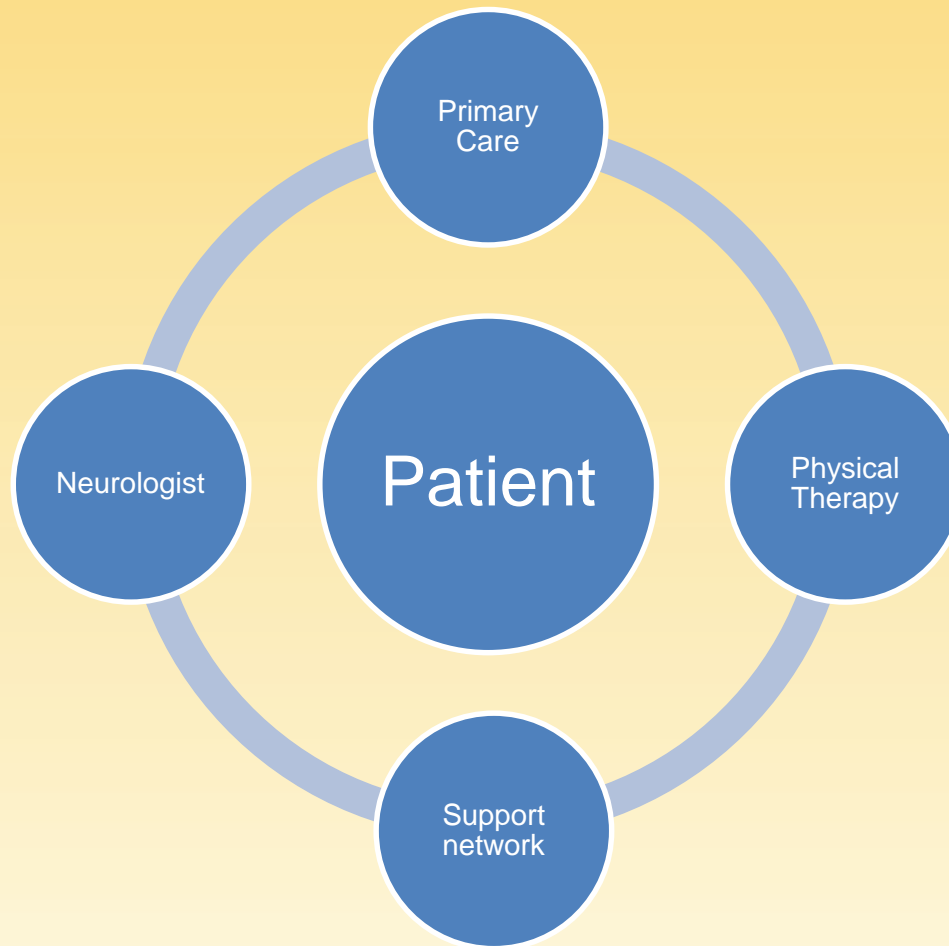 Primary
Care
Neurologist
Patient
Physical
Therapy
Support
network